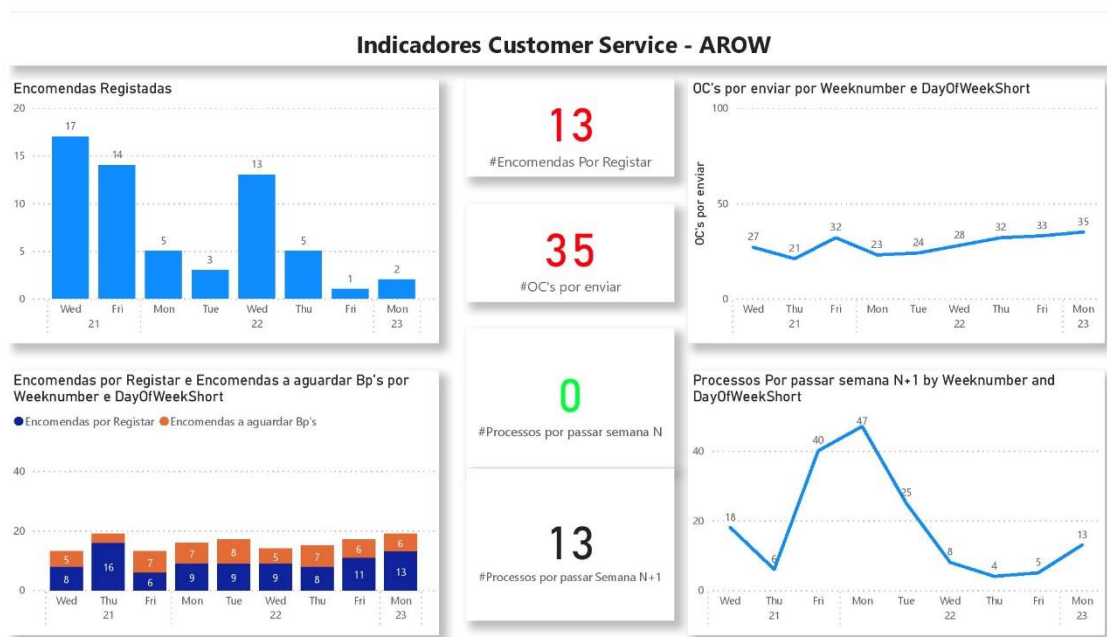 Indicadores Customer Service - AROW
Encomendas Registadas
20
15
10
5
0
17
14
5
3
13
5
1
2
Wed Fri Mon Tue Wed Thu Fri Mon
21 22 23
13
#Encomendas Por Registar
35
#OC's por enviar
0
#Processos por passar semana N
13
#Processos por passar Semana N+1
OC's por enviar por Weeknumber e DayOfWeekShort
OC's por enviar
100
50
0
27 21 32 23 24 28 32 33 35
Wed Thu Fri Mon Tue Wed Thu Fri Mon
21 22 23
Encomendas por Registar e Encomendas a aguardar Bp's por
Weeknumber e DayOfWeekShort
Encomendas por Registar Encomendas a aguardar Bp's
40
20
0
5 7 7 8 5 7 6 6
8 16 6 9 9 9 8 11 13
Wed Thu Fri Mon Tue Wed Thu Fri Mon
21 22 23
Processos Por passar semana N+1 by Weeknumber and
DayOfWeekShort
40
20
0
18 6 40 47 25 8 4 5 13
Wed Thu Fri Mon Tue Wed Thu Fri Mon
21 22 23